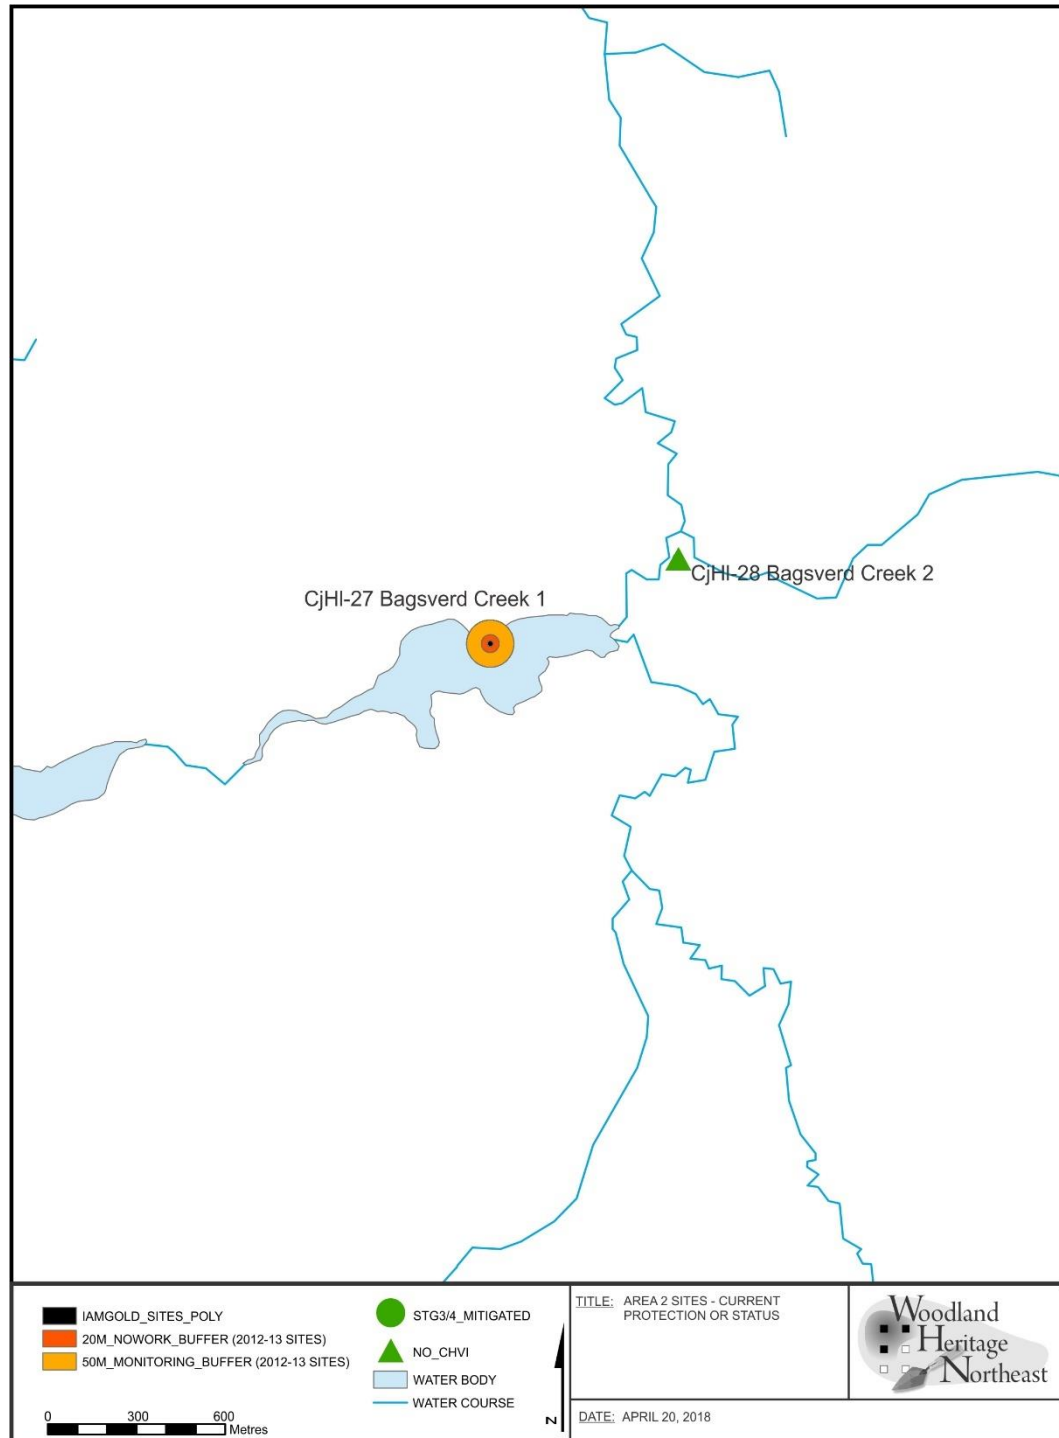 CjHl-28 Bagsverd Creek 2
CjHl-27 Bagsverd Creek 1
IAMGOLD_SITES_POLY
20M_NOWORK_BUFFER (2012-13 SITES)
50M_MONITORING_BUFFER (2012-13 SITES)
0 300 600
Metres
STG3/4_MITIGATED
NO_CHVI
WATER BODY
WATER COURSE
N
TITLE: AREA 2 SITES - CURRENT
PROTECTION OR STATUS
DATE: APRIL 20, 2018
Woodland
Heritage
Northeast